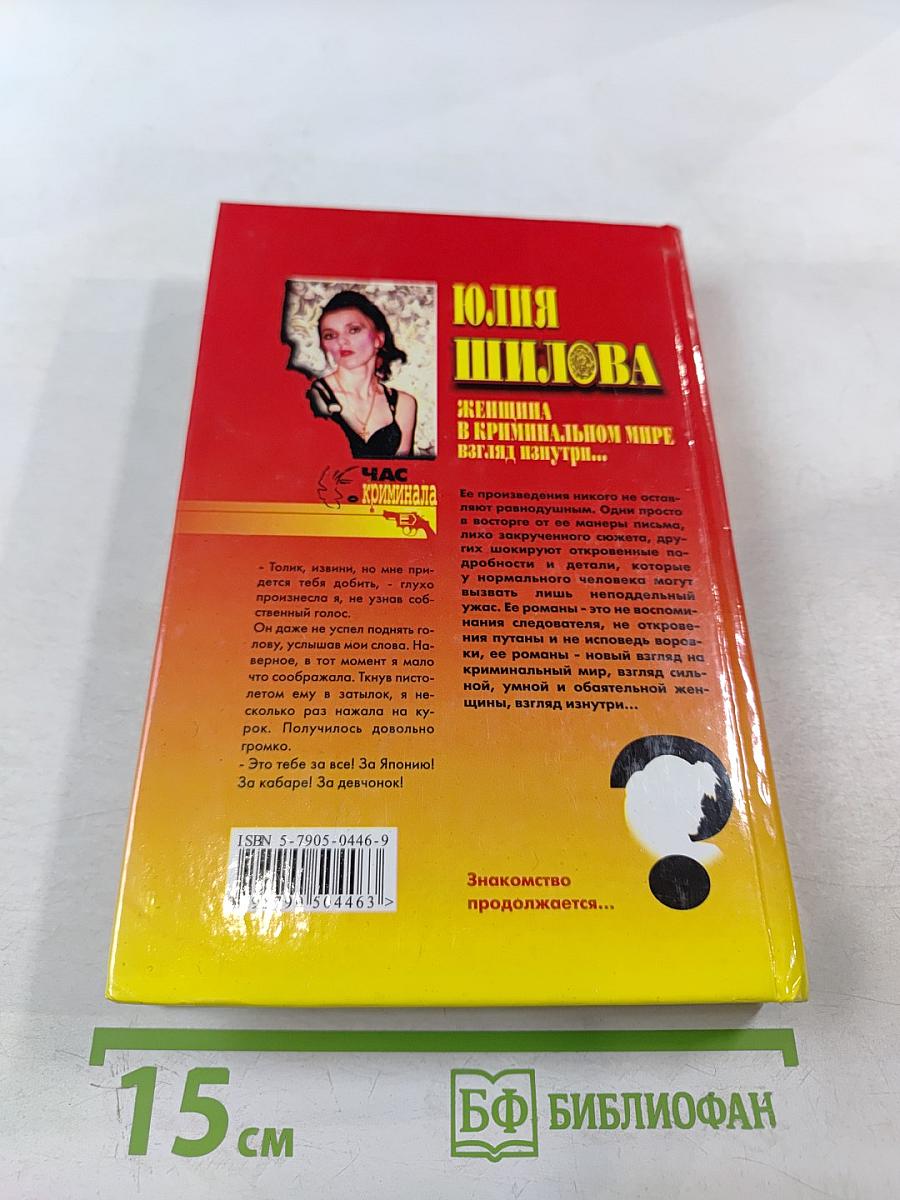 ЮЛИЯ
ШИЛОВА
ЖЕНЩИНА
В КРИМИНАЛЬНОМ МИРЕ
ВЗГЛЯД ИЗНУТРИ...
ЧАС
криминала
Ее произведения никого не остав-
ляют равнодушным. Одни просто
в восторге от ее манеры письма,
лихо закрученного сюжета, дру-
гих шокируют откровенные по-
дробности и детали, которые
у нормального человека могут
вызвать лишь неподдельный
ужас. Ее романы - это не воспоми-
нания следователя, не открове-
ния путаны и не исповедь воров-
ки, ее романы - новый взгляд на
криминальный мир, взгляд силь-
ной, умной и обаятельной жен-
щины, взгляд изнутри...
- Толик, извини, но мне при-
дется тебя добить, - глухо
произнесла я, не узнав соб-
ственный голос.
Он даже не успел поднять го-
лову, услышав мои слова. На-
верное, в тот момент я мало
что соображала. Ткнув писто-
летом ему в затылок, я не-
сколько раз нажала на ку-
рок. Получилось довольно
громко.
- Это тебе за все! За Японию!
За кабаре! За девчонок!
ISBN 5-7905-0446-9
Знакомство
продолжается...
15 см
БФ БИБЛИОФАН